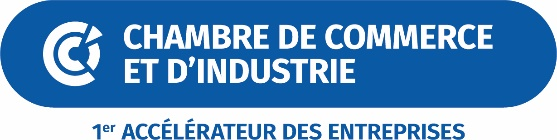 CHAMBRE DE COMMERCE
ET D'INDUSTRIE
1er ACCÉLÉRATEUR DES ENTREPRISES